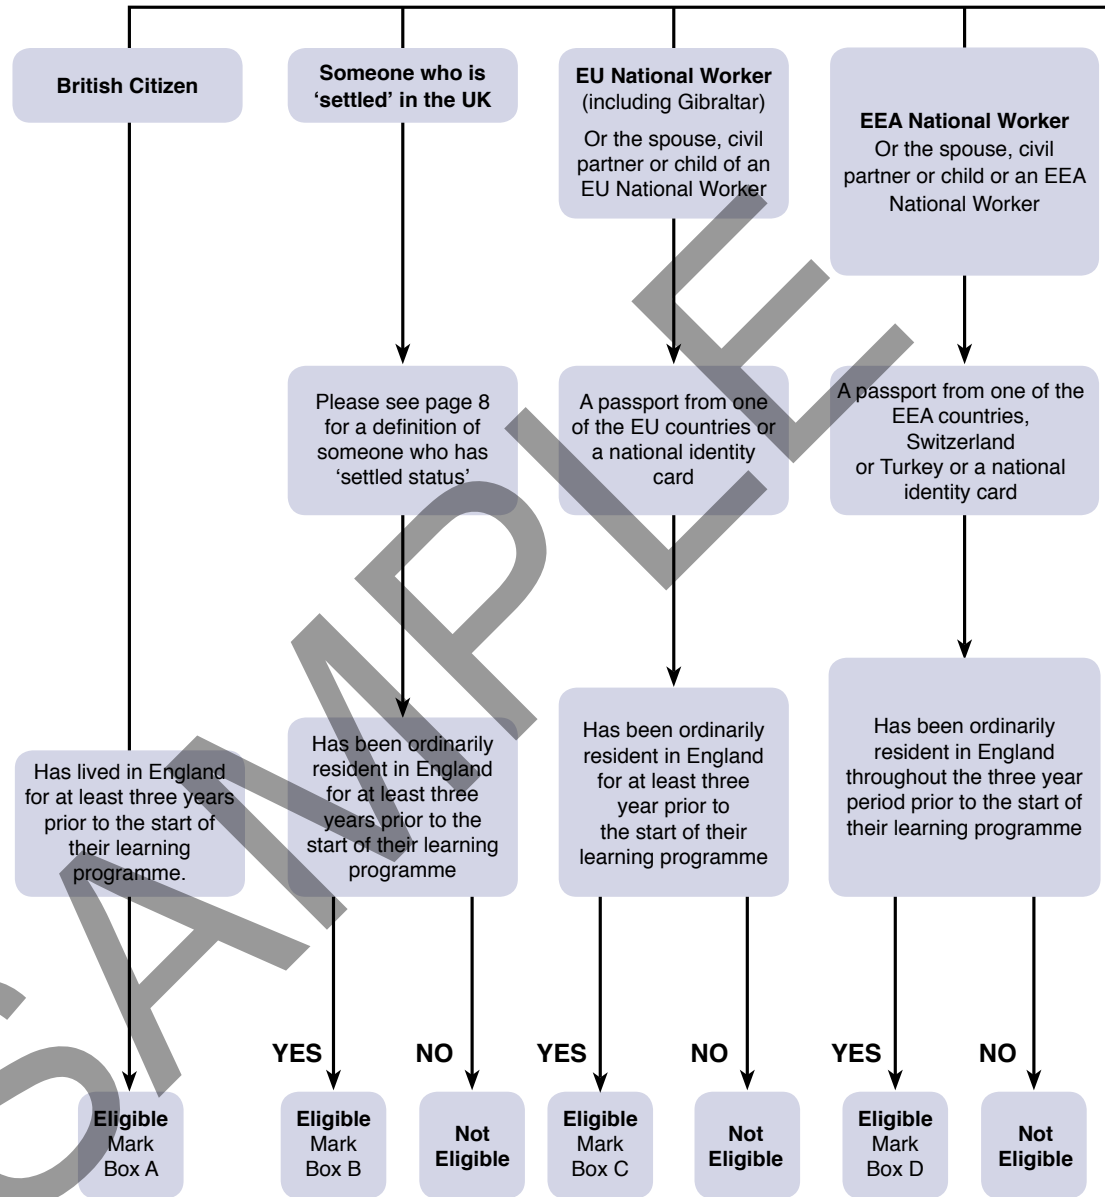 British Citizen
Someone who is
‘settled’ in the UK
EU National Worker
(including Gibraltar)
Or the spouse, civil
partner or child of an
EU National Worker
EEA National Worker
Or the spouse, civil
partner or child or an EEA
National Worker
Please see page 8
for a definition of
someone who has
‘settled status’
A passport from one
of the EU countries or
a national identity
card
A passport from one of the
EEA countries,
Switzerland
or Turkey or a national
identity card
Has lived in England
for at least three years
prior to the start of
their learning
programme.
Has been ordinarily
resident in England
for at least three
years prior to the
start of their learning
programme
Has been ordinarily
resident in England
for at least three
year prior to
the start of their
learning programme
Has been ordinarily
resident in England
throughout the three year
period prior to the start of
their learning programme
YES
NO
YES
NO
YES
NO
Eligible
Mark
Box A
Eligible
Mark
Box B
Not
Eligible
Eligible
Mark
Box C
Not
Eligible
Eligible
Mark
Box D
Not
Eligible
SAMPLE